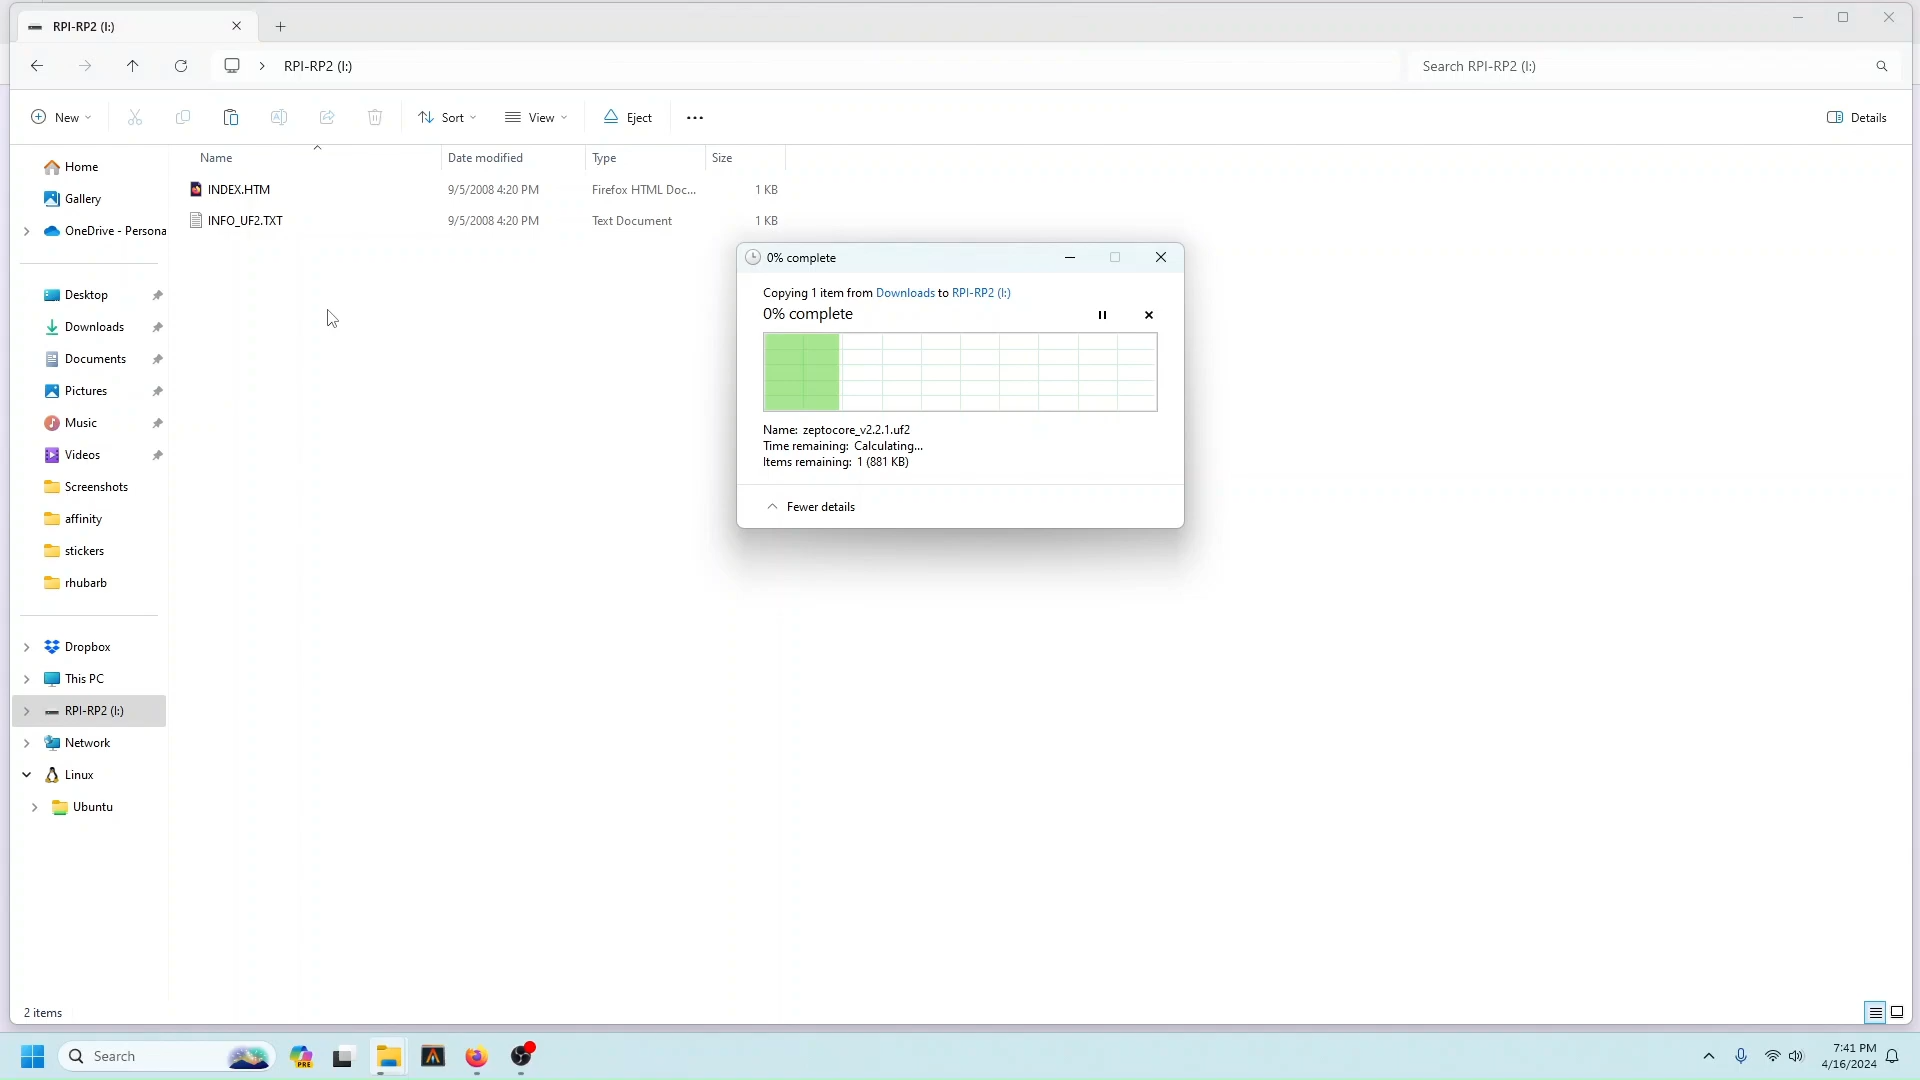 RPI-RP2 (I:)
RPI-RP2 (I:)
Search RPI-RP2 (I:)
New
Sort
View
Eject
Details
Name
Date modified
Type
Size
INDEX.HTM
9/5/2008 4:20 PM
Firefox HTML Doc...
1 KB
INFO_UF2.TXT
9/5/2008 4:20 PM
Text Document
1 KB
Home
Gallery
OneDrive - Persona
Desktop
Downloads
Documents
Pictures
Music
Videos
Screenshots
affinity
stickers
rhubarb
Dropbox
This PC
RPI-RP2 (I:)
Network
Linux
Ubuntu
0% complete
Copying 1 item from Downloads to RPI-RP2 (I:)
0% complete
Name: zeptocore_v2.2.1.uf2
Time remaining: Calculating...
Items remaining: 1 (881 KB)
Fewer details
2 items
Search
PRE
7:41 PM
4/16/2024